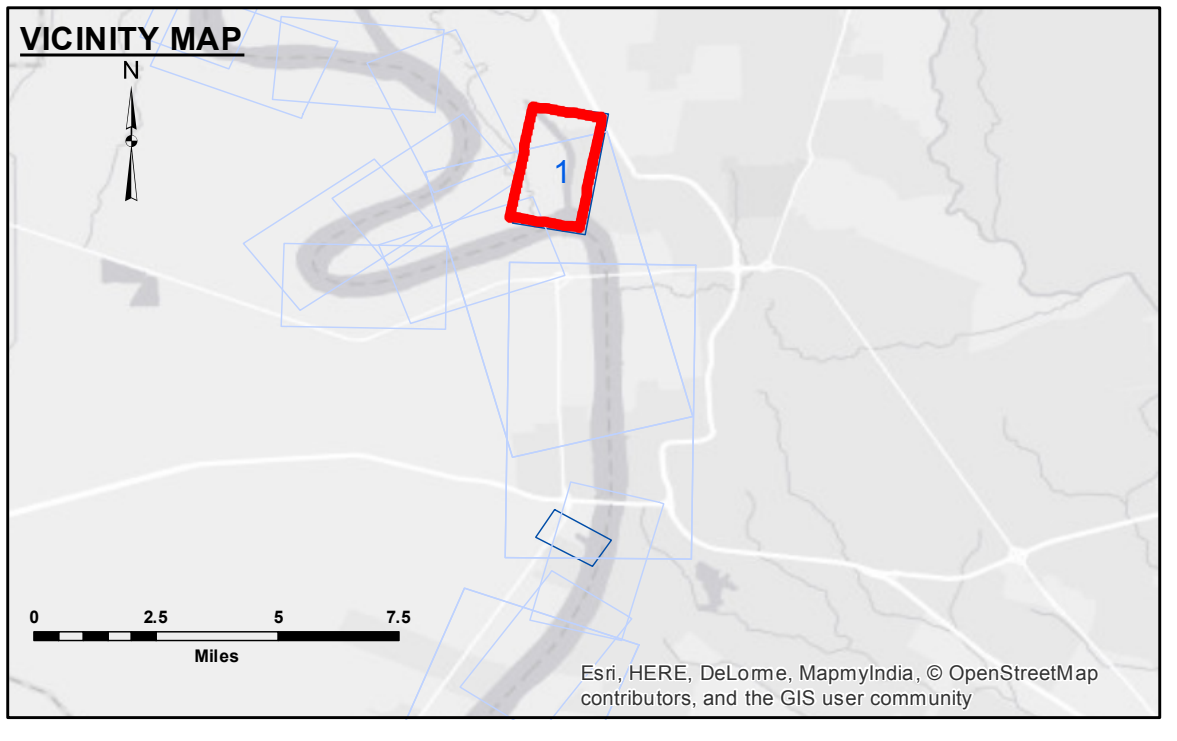 VICINITY MAP
N
1
0 2.5 5 7.5
Miles
Esri, HERE, DeLorme, MapmyIndia, © OpenStreetMap
contributors, and the GIS user community